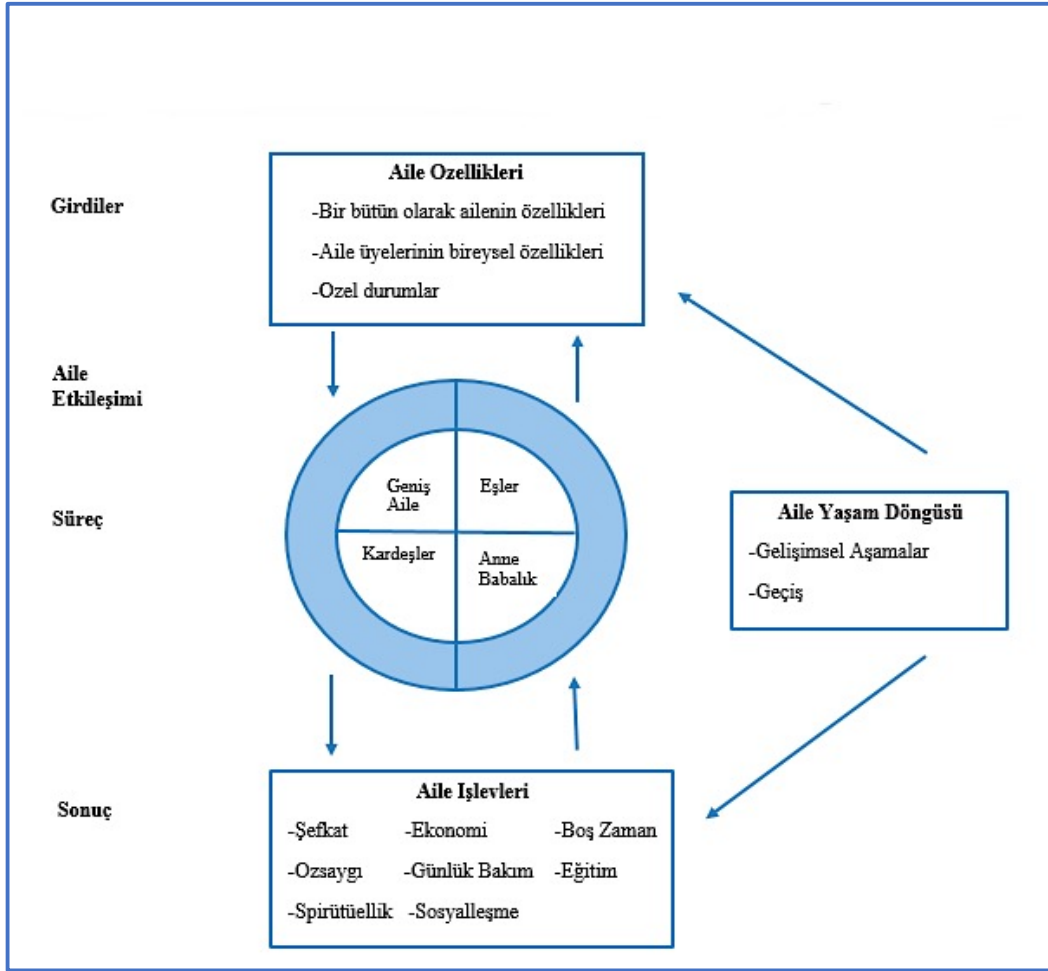 Aile Ozellikleri
Girdiler
-Bir bütün olarak ailenin özellikleri
-Aile üyelerinin bireysel özellikleri
-Ozel durumlar
Aile
Etkileşimi
Geniş
Aile
Eşler
Süreç
Kardeşler
Anne
Babalık
Aile Yaşam Döngüsü
-Gelişimsel Aşamalar
-Geçiş
Sonuç
Aile Işlevleri
-Şefkat -Ekonomi -Boş Zaman
-Ozsaygı -Günlük Bakım -Eğitim
-Spirütüellik -Sosyalleşme